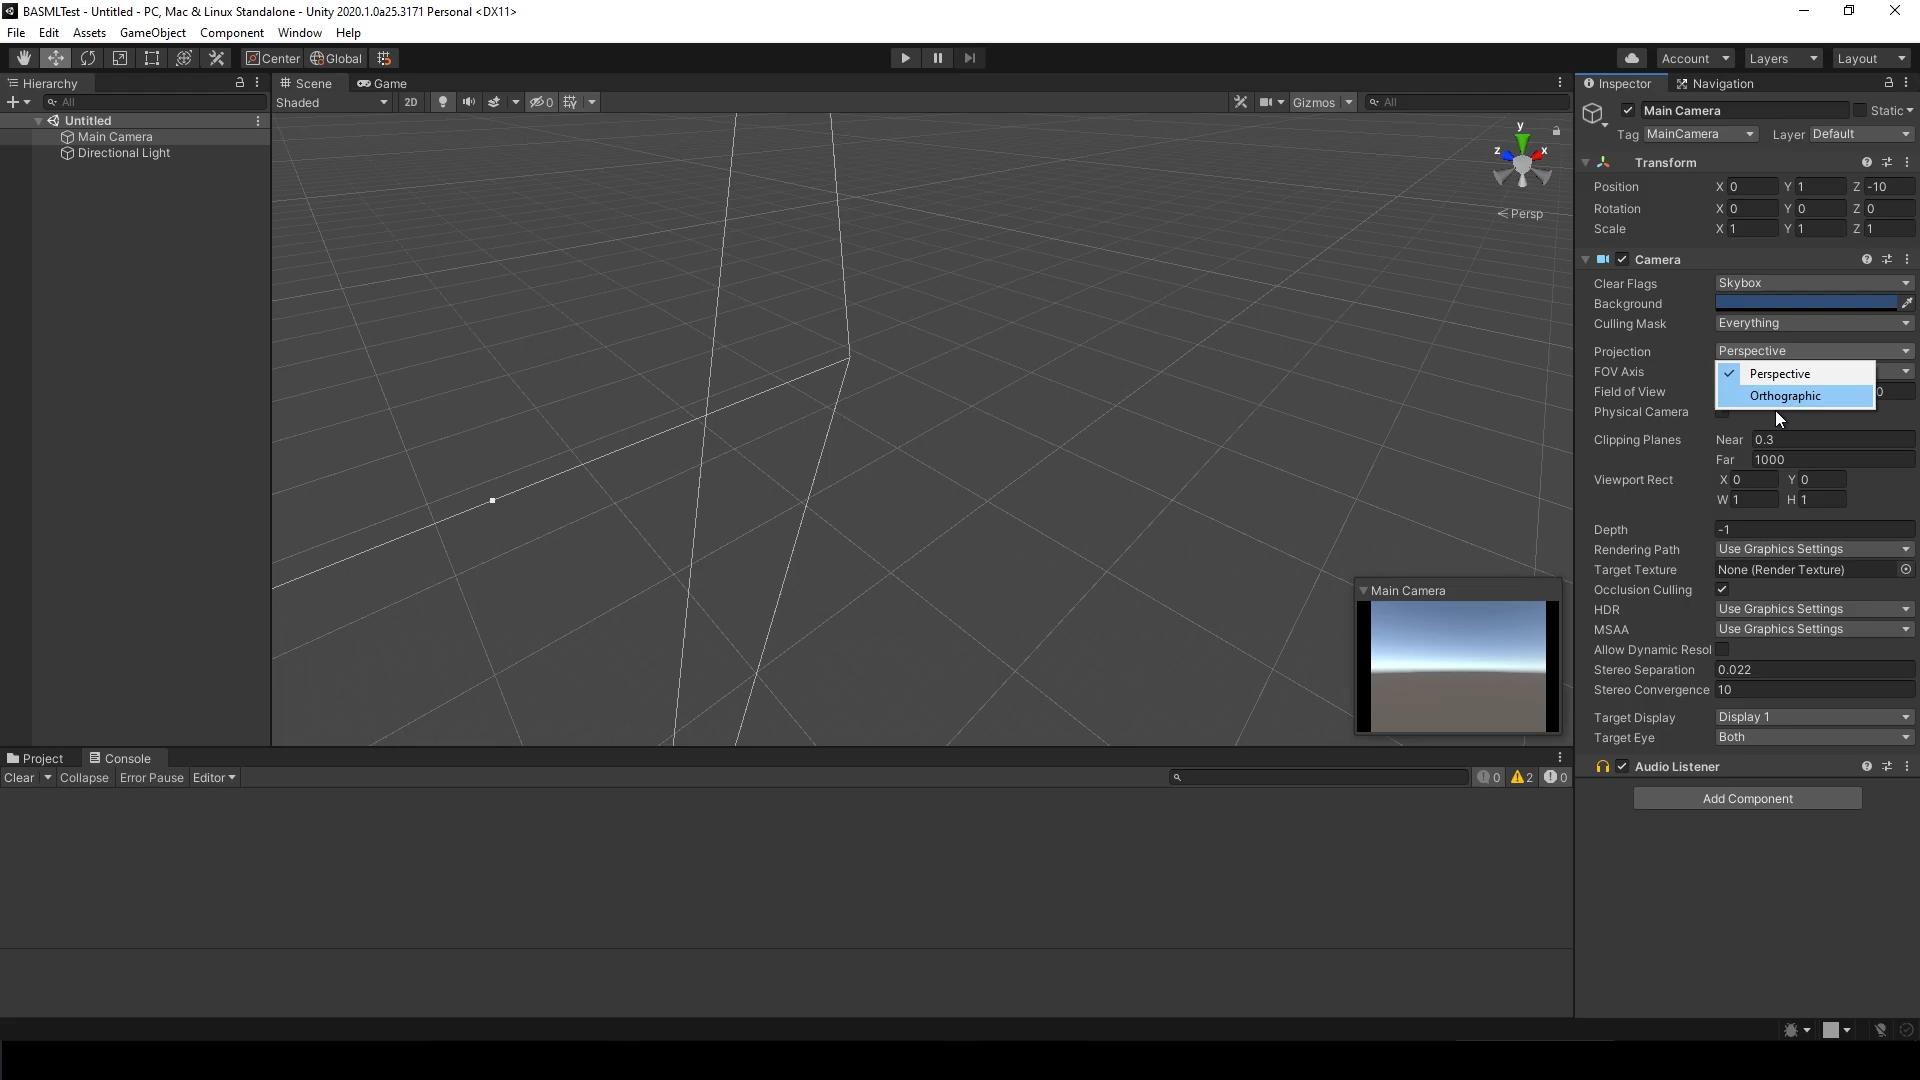 BASMLTest - Untitled - PC, Mac & Linux Standalone - Unity 2020.1.0a25.3171 Personal <DX11>
File Edit Assets GameObject Component Window Help
Center Global Account Layers Layout
Hierarchy
All
Untitled
Main Camera
Directional Light
Scene Game
Shaded 2D 0 Gizmos All
y
z x
< Persp
Main Camera
Project Console
Clear Collapse Error Pause Editor 0 2 0
Inspector Navigation
Main Camera Static
Tag MainCamera Layer Default
Transform
Position X 0 Y 1 Z -10
Rotation X 0 Y 0 Z 0
Scale X 1 Y 1 Z 1
Camera
Clear Flags Skybox
Background
Culling Mask Everything
Projection Perspective
FOV Axis Perspective
Field of View Orthographic 0
Physical Camera
Clipping Planes Near 0.3
Far 1000
Viewport Rect X 0 Y 0
W 1 H 1
Depth -1
Rendering Path Use Graphics Settings
Target Texture None (Render Texture)
Occlusion Culling
HDR Use Graphics Settings
MSAA Use Graphics Settings
Allow Dynamic Resol
Stereo Separation 0.022
Stereo Convergence 10
Target Display Display 1
Target Eye Both
Audio Listener
Add Component